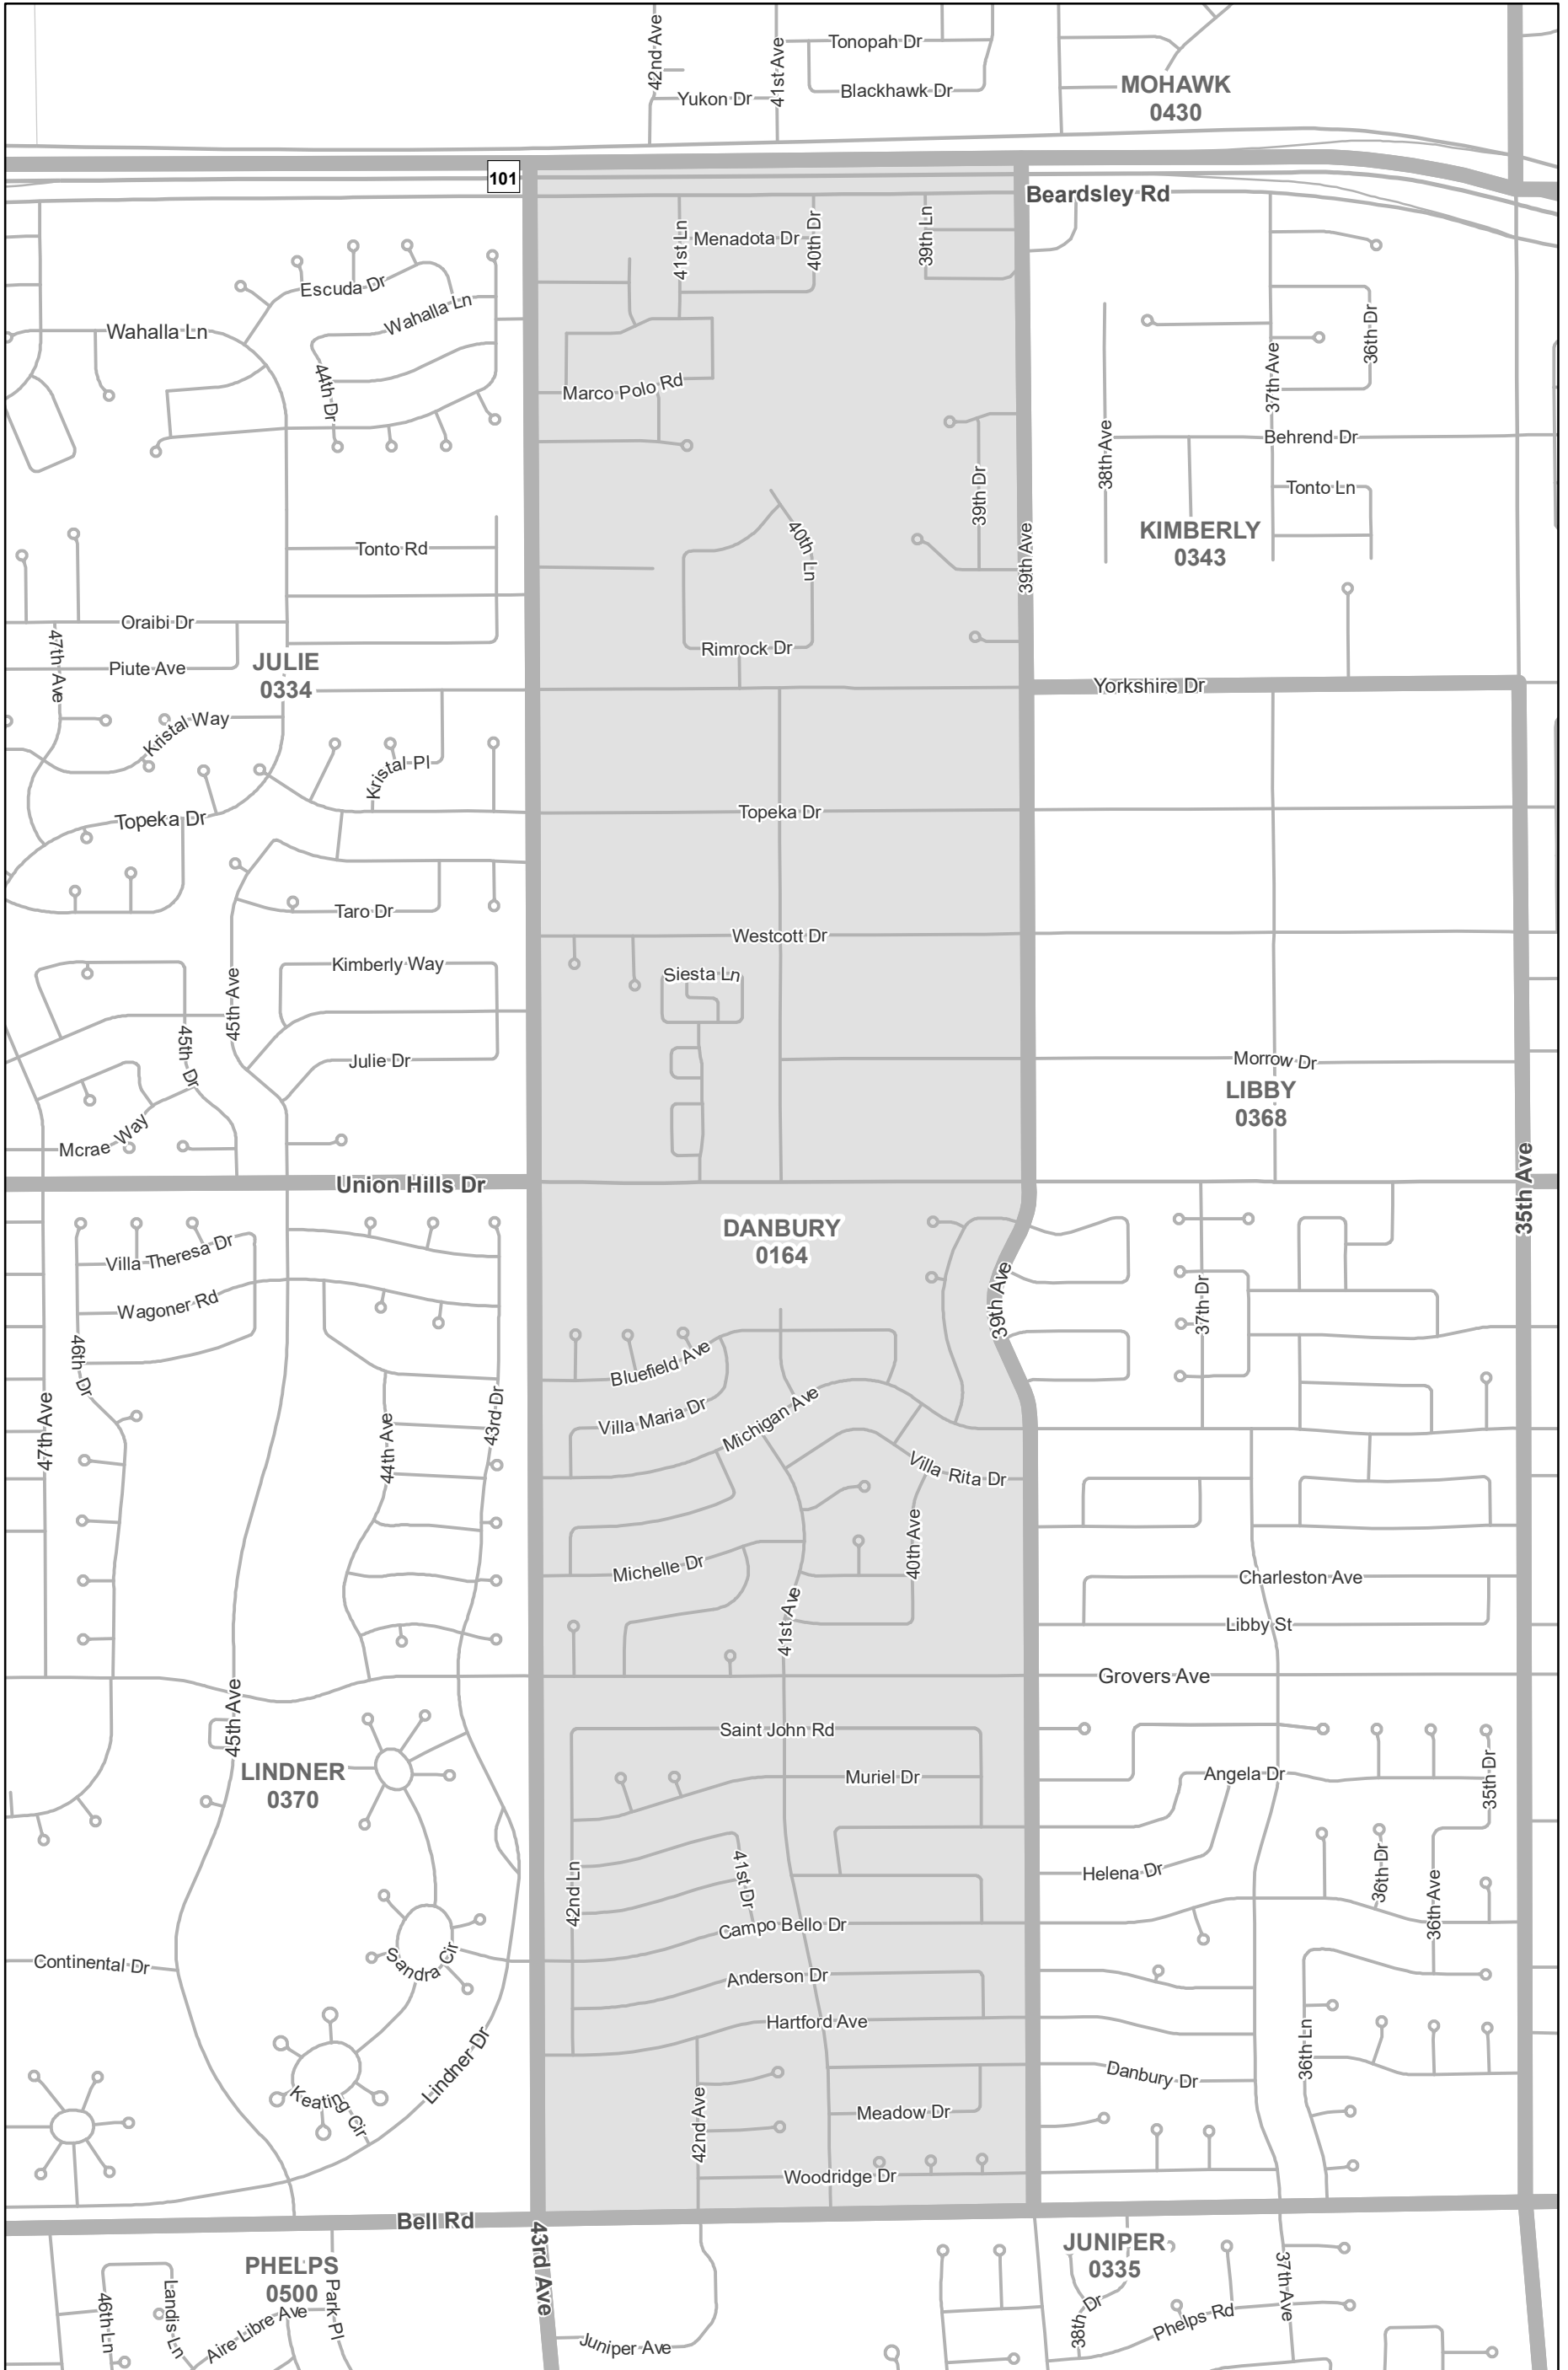 42nd Ave
41st Ave
Tonopah Dr
Blackhawk Dr
Yukon Dr
MOHAWK
0430
101
Beardsley Rd
41st Ln
Menadota Dr
40th Dr
39th Ln
Escuda Dr
Wahalla Ln
Wahalla Ln
44th Dr
Marco Polo Rd
36th Dr
37th Ave
38th Ave
Behrend Dr
39th Dr
Tonto Ln
KIMBERLY
0343
40th Ln
39th Ave
Tonto Rd
Oraibi Dr
47th Ave
Piute Ave
JULIE
0334
Rimrock Dr
Yorkshire Dr
Kristal Way
Kristal Pl
Topeka Dr
Topeka Dr
Taro Dr
Westcott Dr
Kimberly Way
Siesta Ln
45th Ave
45th Dr
Julie Dr
Morrow Dr
LIBBY
0368
Mcrae Way
Union Hills Dr
35th Ave
DANBURY
0164
Villa Theresa Dr
Wagoner Rd
39th Ave
37th Dr
46th Dr
Bluefield Ave
Villa Maria Dr
Michigan Ave
47th Ave
44th Ave
43rd Dr
Villa Rita Dr
40th Ave
Michelle Dr
Charleston Ave
41st Ave
Libby St
Grovers Ave
45th Ave
Saint John Rd
LINDNER
0370
Muriel Dr
Angela Dr
35th Dr
42nd Ln
41st Dr
Helena Dr
36th Dr
36th Ave
Campo Bello Dr
Continental Dr
Sandra Cir
Anderson Dr
Hartford Ave
36th Ln
Lindner Dr
Keating Cir
Danbury Dr
42nd Ave
Meadow Dr
Woodridge Dr
Bell Rd
43rd Ave
PHELPS
0500
JUNIPER
0335
46th Ln
Landis Ln
Aire Libre Ave
Park Pl
Juniper Ave
38th Dr
Phelps Rd
37th Ave